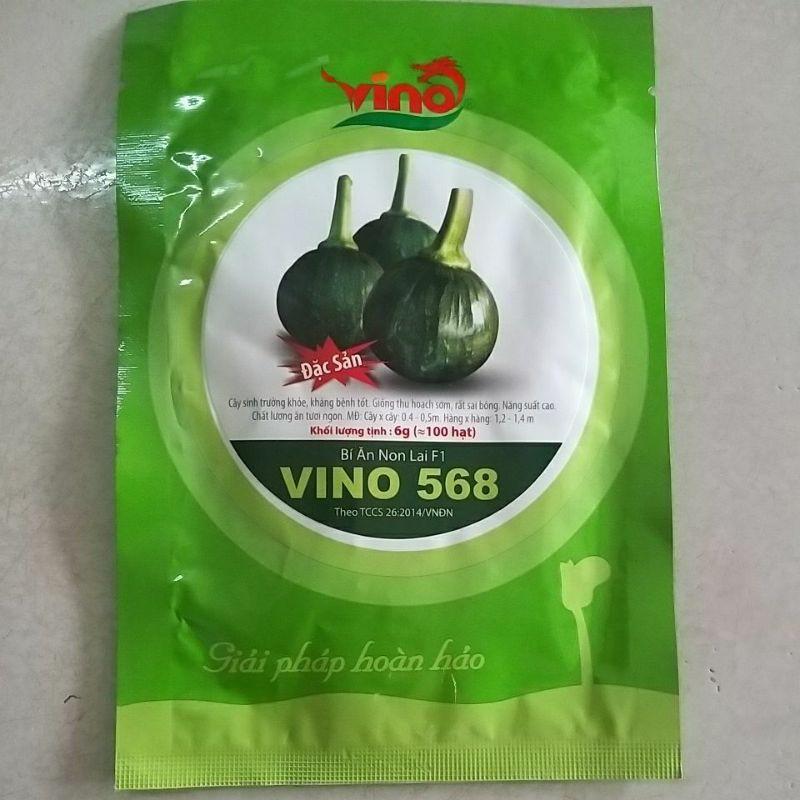 vino
Đặc Sản
Cây sinh trưởng khỏe, kháng bệnh tốt. Giống thu hoạch sơm, rất sai bông. Năng suất cao.
Chất lượng ăn tươi ngon. MĐ: Cây x cây: 0.4 - 0,5m. Hàng x hàng: 1,2 - 1,4 m
Khối lượng tịnh : 6g (≈100 hạt)
Bí Ăn Non Lai F1
VINO 568
Theo TCCS 26:2014/VNĐN
Giải pháp hoàn hảo